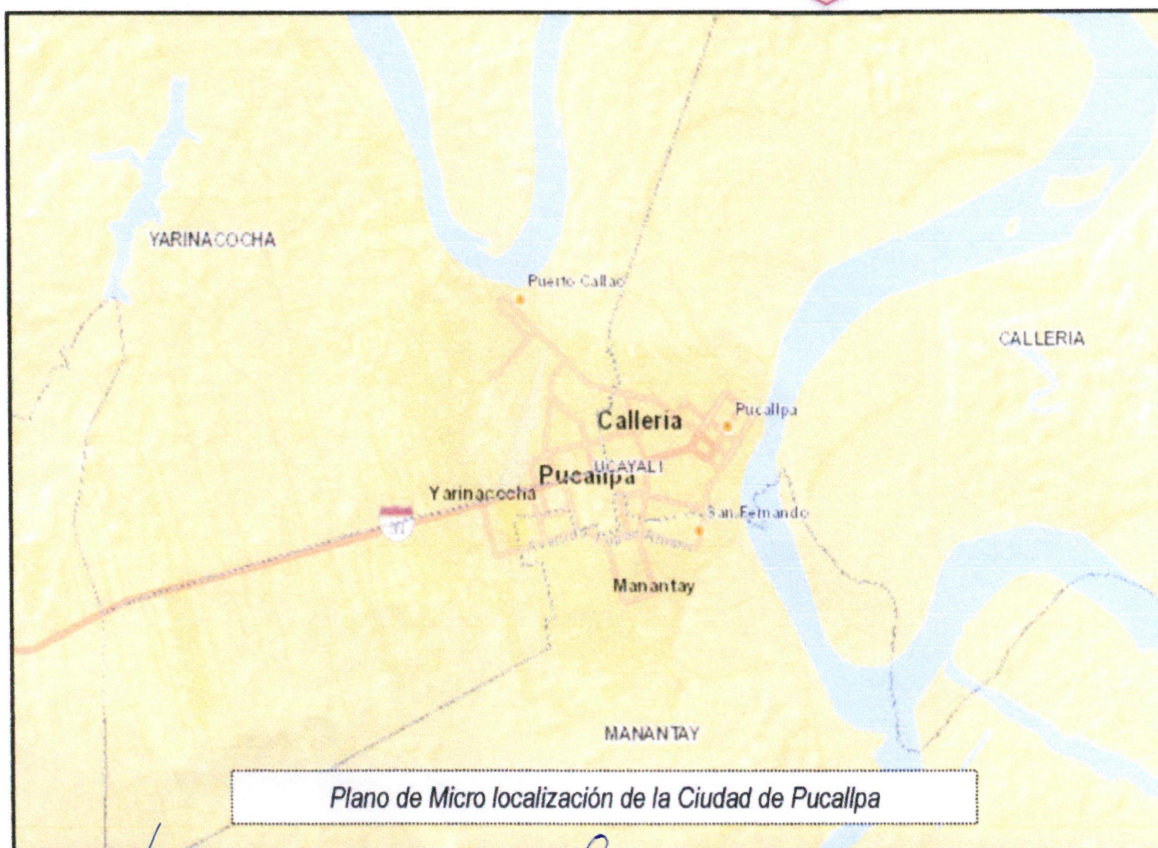 YARINACOCHA
Puerto Callao
CALLERIA
Calleria
Pucallpa
UCAYALI
Pucallpa
Yarinacocha
San Fernando
Manantay
MANANTAY
Plano de Micro localización de la Ciudad de Pucallpa